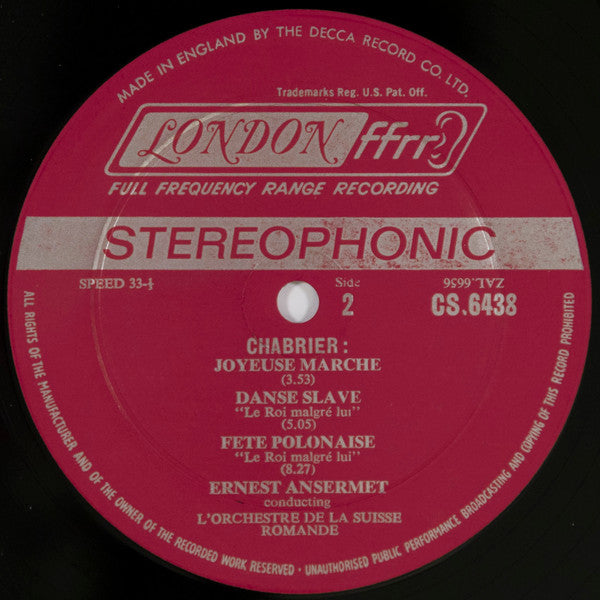 MADE IN ENGLAND BY THE DECCA RECORD CO. LTD.
Trademarks Reg. U.S. Pat. Off.
LONDON ffrr
FULL FREQUENCY RANGE RECORDING
STEREOPHONIC
SPEED 33-⅓
Side
2
ZAL.6656
CS.6438
CHABRIER :
JOYEUSE MARCHE
(3.53)
DANSE SLAVE
"Le Roi malgré lui"
(5.05)
FETE POLONAISE
"Le Roi malgré lui"
(8.27)
ERNEST ANSERMET
conducting
L'ORCHESTRE DE LA SUISSE
ROMANDE
ALL RIGHTS OF THE MANUFACTURER AND OF THE OWNER OF THE RECORDED WORK RESERVED · UNAUTHORISED PUBLIC PERFORMANCE BROADCASTING AND COPYING OF THIS RECORD PROHIBITED